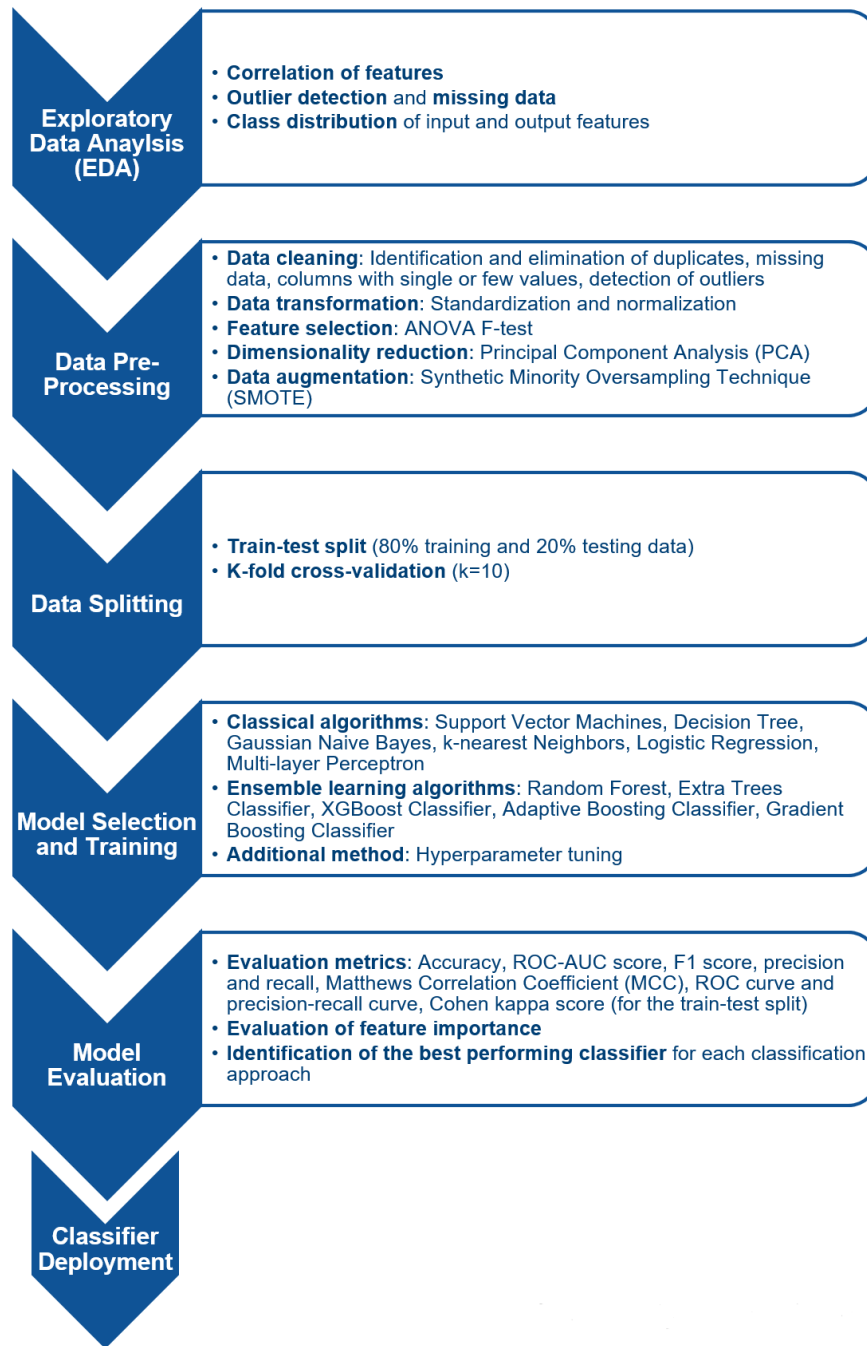 Exploratory
Data Anaylsis
(EDA)
• Correlation of features
• Outlier detection and missing data
• Class distribution of input and output features
Data Pre-
Processing
• Data cleaning: Identification and elimination of duplicates, missing
data, columns with single or few values, detection of outliers
• Data transformation: Standardization and normalization
• Feature selection: ANOVA F-test
• Dimensionality reduction: Principal Component Analysis (PCA)
• Data augmentation: Synthetic Minority Oversampling Technique
(SMOTE)
Data Splitting
• Train-test split (80% training and 20% testing data)
• K-fold cross-validation (k=10)
Model Selection
and Training
• Classical algorithms: Support Vector Machines, Decision Tree,
Gaussian Naive Bayes, k-nearest Neighbors, Logistic Regression,
Multi-layer Perceptron
• Ensemble learning algorithms: Random Forest, Extra Trees
Classifier, XGBoost Classifier, Adaptive Boosting Classifier, Gradient
Boosting Classifier
• Additional method: Hyperparameter tuning
Model
Evaluation
• Evaluation metrics: Accuracy, ROC-AUC score, F1 score, precision
and recall, Matthews Correlation Coefficient (MCC), ROC curve and
precision-recall curve, Cohen kappa score (for the train-test split)
• Evaluation of feature importance
• Identification of the best performing classifier for each classification
approach
Classifier
Deployment